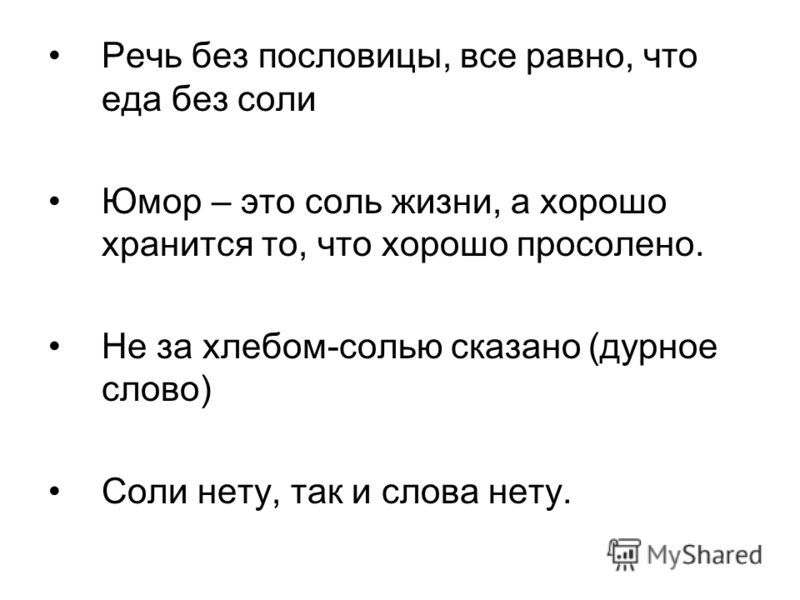 • Речь без пословицы, все равно, что
еда без соли
• Юмор – это соль жизни, а хорошо
хранится то, что хорошо просолено.
• Не за хлебом-солью сказано (дурное
слово)
• Соли нету, так и слова нету.
MyShared